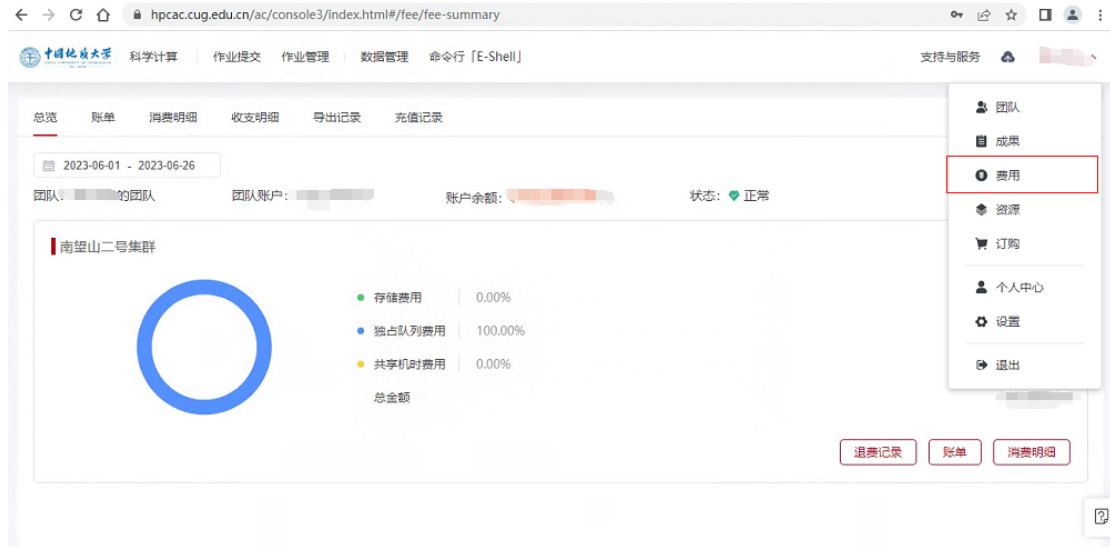 hpcac.cug.edu.cn/ac/console3/index.html#/fee/fee-summary
中国地质大学 科学计算 作业提交 作业管理 数据管理 命令行「E-Shell」 支持与服务
总览 账单 消费明细 收支明细 导出记录 充值记录
2023-06-01 - 2023-06-26
团队: 的团队 团队账户: 账户余额: 状态: 正常
南望山二号集群
存储费用 0.00%
独占队列费用 100.00%
共享机时费用 0.00%
总金额
退费记录 账单 消费明细
团队
成果
费用
资源
订购
个人中心
设置
退出